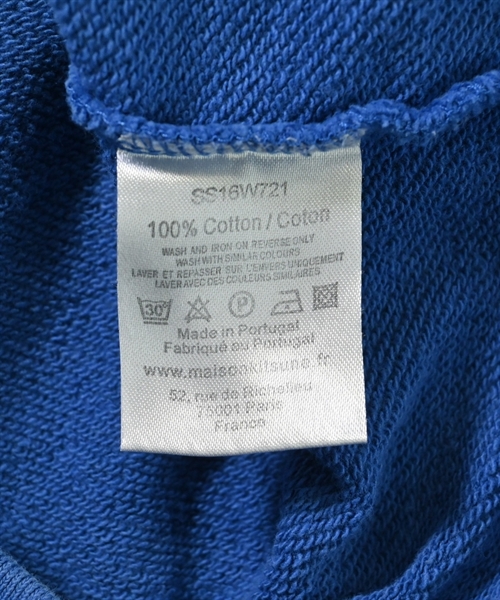 SS16W721
100% Cotton / Coton
WASH AND IRON ON REVERSE ONLY
WASH WITH SIMILAR COLOURS
LAVER ET REPASSER SUR L'ENVERS UNIQUEMENT
LAVER AVEC DES COULEURS SIMILAIRES
30° P
Made in Portugal
Fabriqué au Portugal
www.maisonkitsune.fr
52, rue de Richelieu
75001 Paris
France